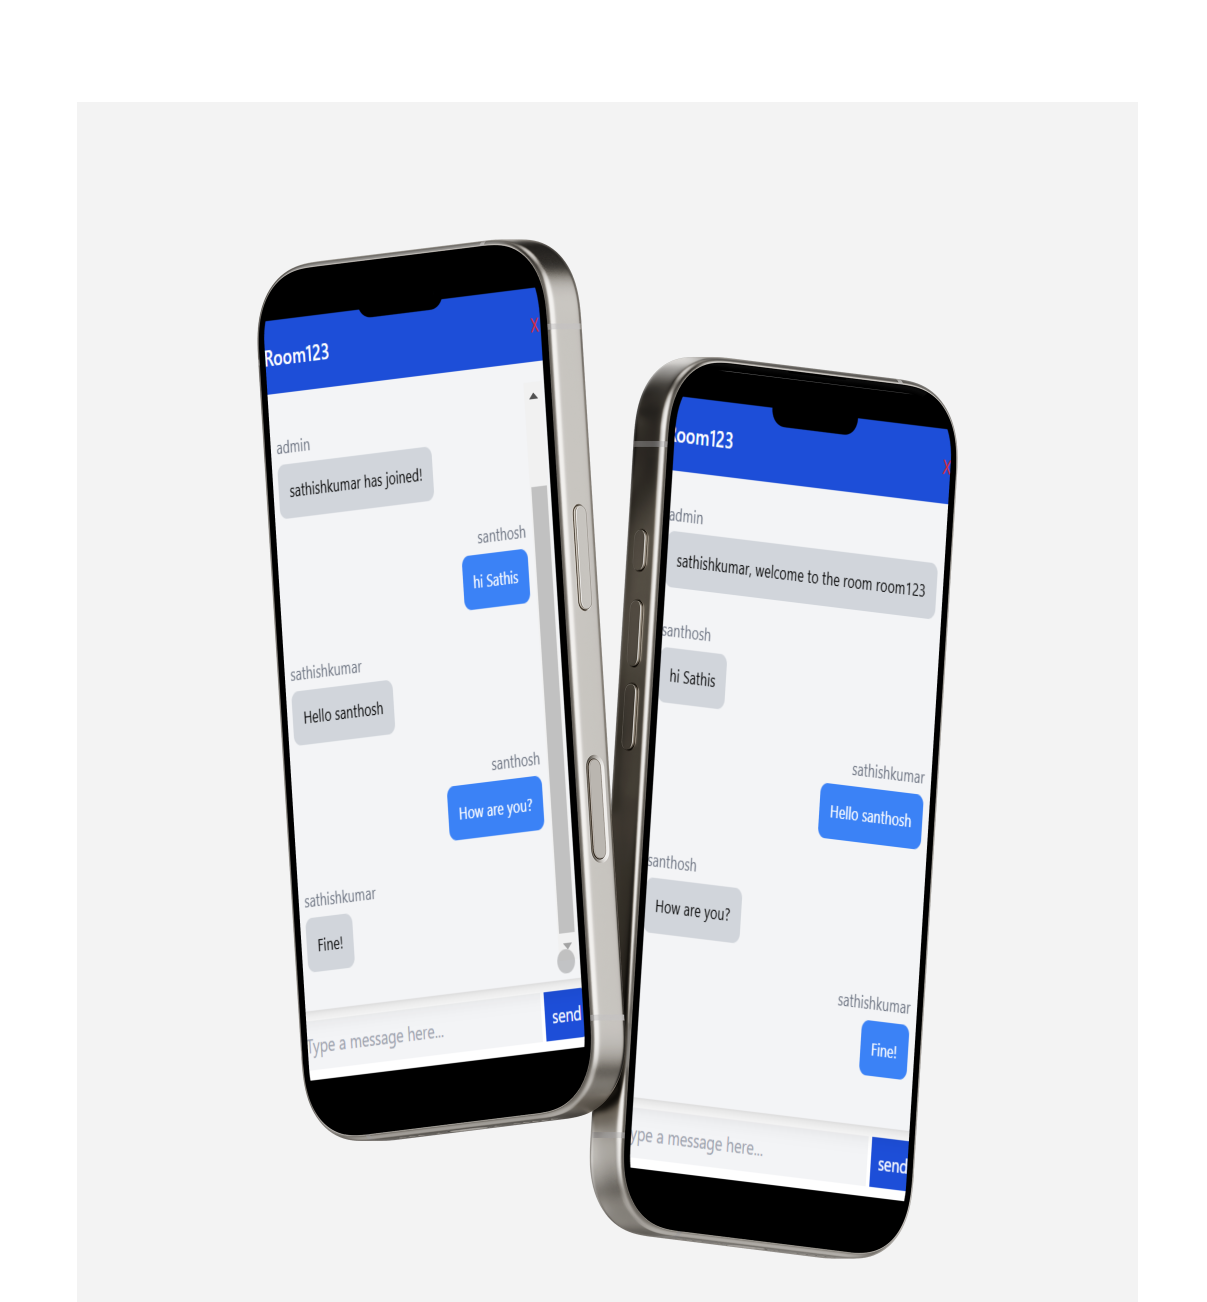 Room123
X
admin
sathishkumar has joined!
santhosh
hi Sathis
sathishkumar
Hello santhosh
santhosh
How are you?
sathishkumar
Fine!
Type a message here...
send
Room123
X
admin
sathishkumar, welcome to the room room123
santhosh
hi Sathis
sathishkumar
Hello santhosh
santhosh
How are you?
sathishkumar
Fine!
ype a message here...
send